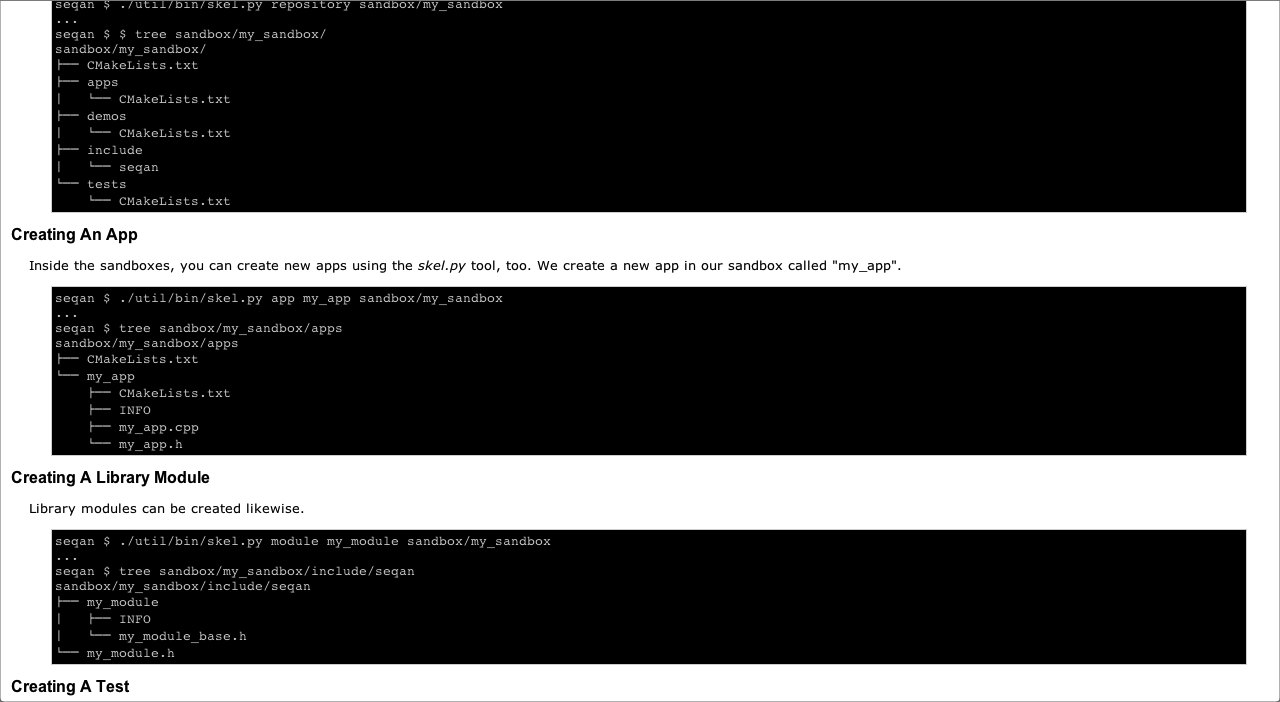 seqan $ ./util/bin/skel.py repository sandbox/my_sandbox
...
seqan $ $ tree sandbox/my_sandbox/
sandbox/my_sandbox/
├── CMakeLists.txt
├── apps
│   └── CMakeLists.txt
├── demos
│   └── CMakeLists.txt
├── include
│   └── seqan
└── tests
    └── CMakeLists.txt
Creating An App
Inside the sandboxes, you can create new apps using the skel.py tool, too. We create a new app in our sandbox called "my_app".
seqan $ ./util/bin/skel.py app my_app sandbox/my_sandbox
...
seqan $ tree sandbox/my_sandbox/apps
sandbox/my_sandbox/apps
├── CMakeLists.txt
└── my_app
    ├── CMakeLists.txt
    ├── INFO
    ├── my_app.cpp
    └── my_app.h
Creating A Library Module
Library modules can be created likewise.
seqan $ ./util/bin/skel.py module my_module sandbox/my_sandbox
...
seqan $ tree sandbox/my_sandbox/include/seqan
sandbox/my_sandbox/include/seqan
├── my_module
│   ├── INFO
│   └── my_module_base.h
└── my_module.h
Creating A Test